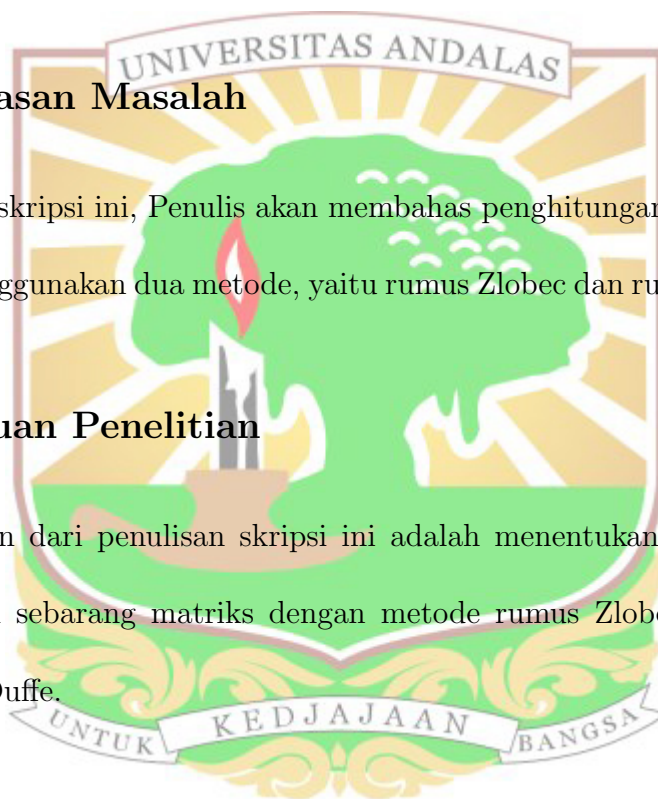 UNIVERSITAS ANDALAS
asan Masalah
skripsi ini, Penulis akan membahas penghitungan
ggunakan dua metode, yaitu rumus Zlobec dan ru
uan Penelitian
n dari penulisan skripsi ini adalah menentukan
sebarang matriks dengan metode rumus Zlobe
Duffe.
UNTUK KEDJAJAAN BANGSA